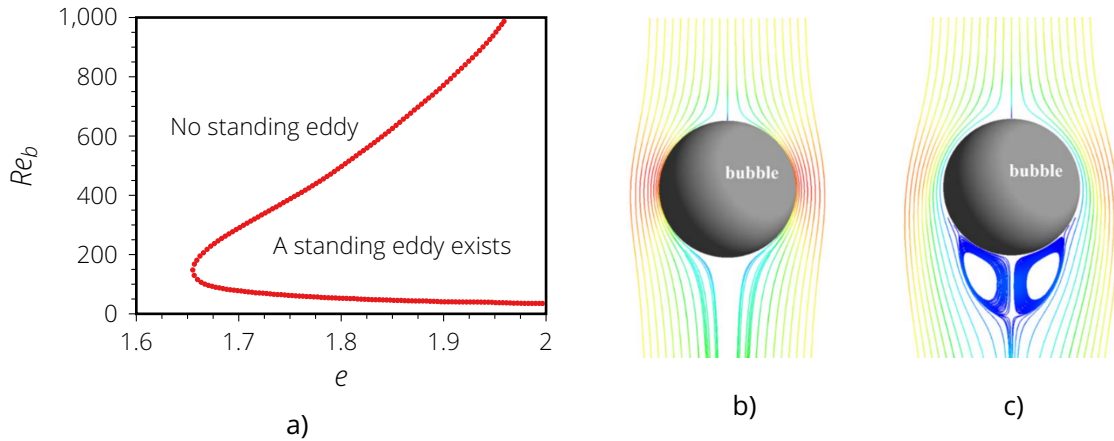 1,000
800
600
400
200
0
Re_b
No standing eddy
A standing eddy exists
1.6 1.7 1.8 1.9 2
e
a)
bubble
b)
bubble
c)